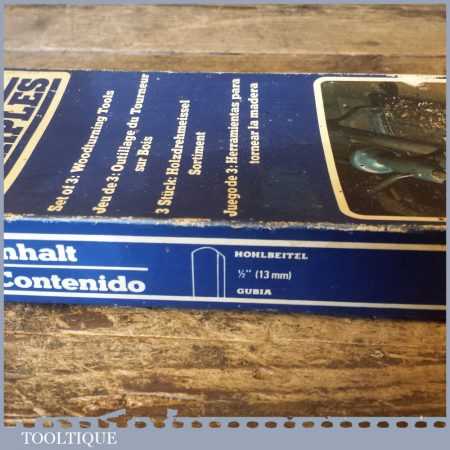 Set of 3: Woodturning Tools
Jeu de 3: Outillage du Tourneur
sur Bois
3 Stück: Holzdrehmeissel
Sortiment
Juego de 3: Herramientas para
tornear la madera
nhalt
Contenido
HOHLBEITEL
½" (13 mm)
GUBIA
TOOLTIQUE